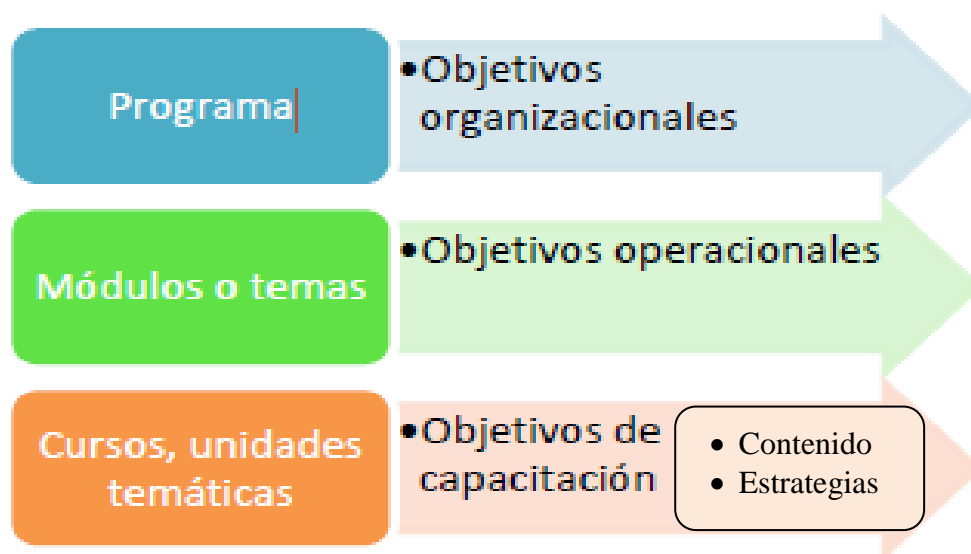 Programa
•Objetivos
organizacionales
Módulos o temas
•Objetivos operacionales
Cursos, unidades
temáticas
•Objetivos de
capacitación
• Contenido
• Estrategias